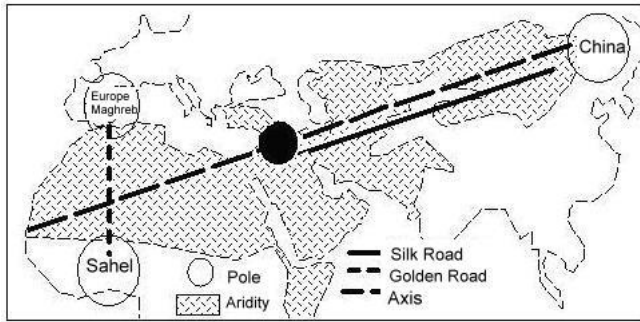 China
Europe
Maghreb
Sahel
Pole
Aridity
Silk Road
Golden Road
Axis